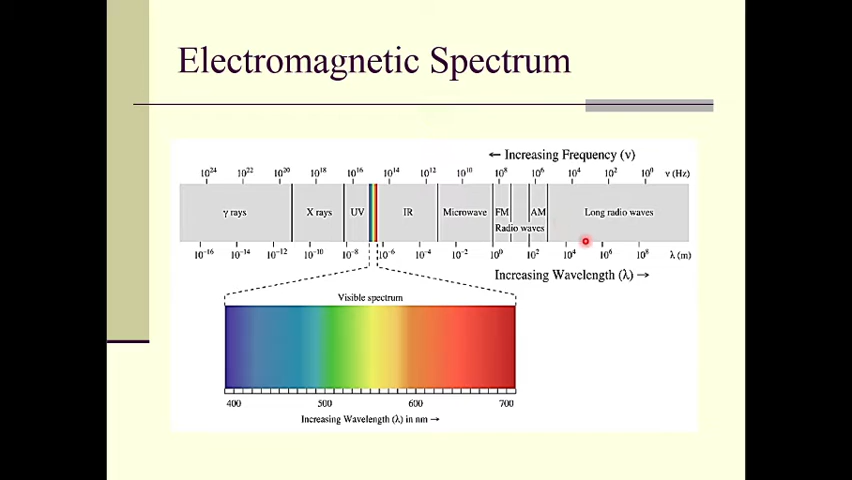 Electromagnetic Spectrum
← Increasing Frequency (ν)
10²⁴ 10²² 10²⁰ 10¹⁸ 10¹⁶ 10¹⁴ 10¹² 10¹⁰ 10⁸ 10⁶ 10⁴ 10² 10⁰ ν (Hz)
γ rays X rays UV IR Microwave FM AM Long radio waves
Radio waves
10⁻¹⁶ 10⁻¹⁴ 10⁻¹² 10⁻¹⁰ 10⁻⁸ 10⁻⁶ 10⁻⁴ 10⁻² 10⁰ 10² 10⁴ 10⁶ 10⁸ λ (m)
Increasing Wavelength (λ) →
Visible spectrum
400 500 600 700
Increasing Wavelength (λ) in nm →